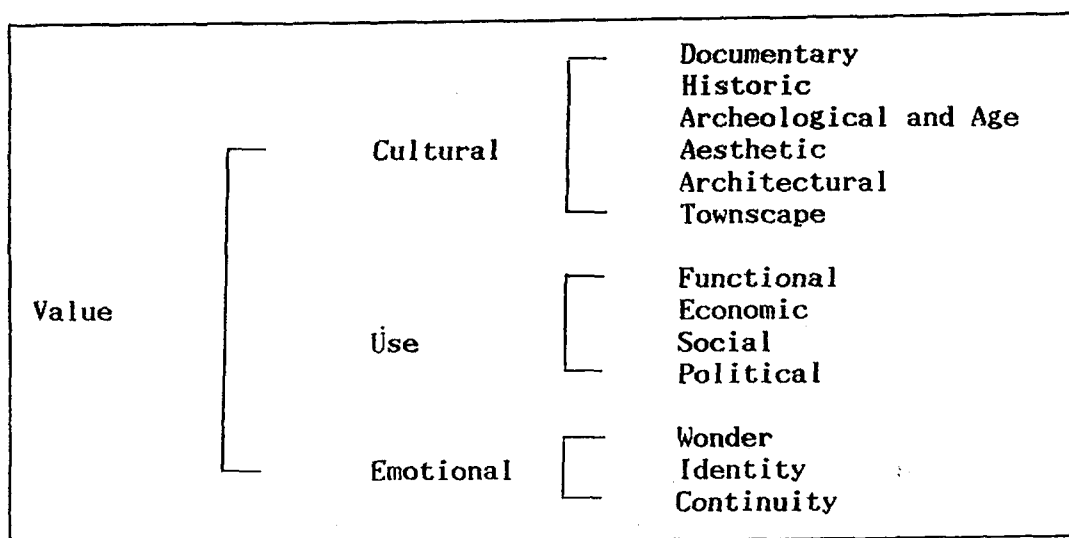 Value
Cultural
Documentary
Historic
Archeological and Age
Aesthetic
Architectural
Townscape
Use
Functional
Economic
Social
Political
Emotional
Wonder
Identity
Continuity